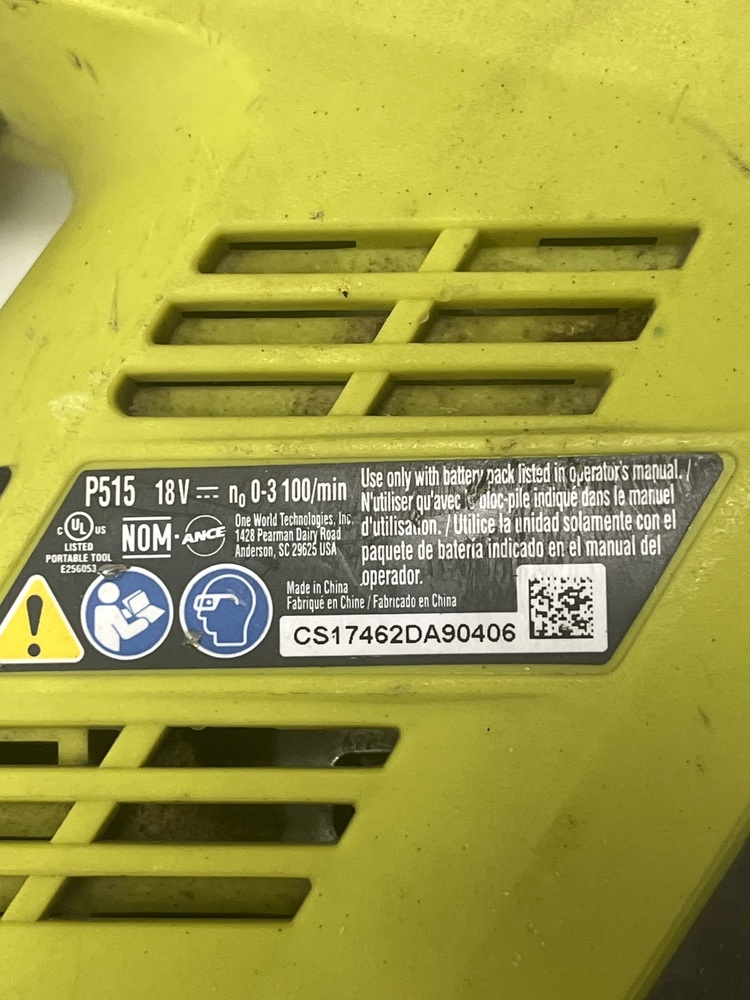 P515 18V n₀ 0-3 100/min
C UL US
LISTED
PORTABLE TOOL
E256053
NOM-ANCE
One World Technologies, Inc.
1428 Pearman Dairy Road
Anderson, SC 29625 USA
Use only with battery pack listed in operator's manual. /
N'utiliser qu'avec bloc-pile indiqué dans le manuel
d'utilisation. / Utilice la unidad solamente con el
paquete de batería indicado en el manual del
operador.
Made in China
Fabriqué en Chine / Fabricado en China
CS17462DA90406